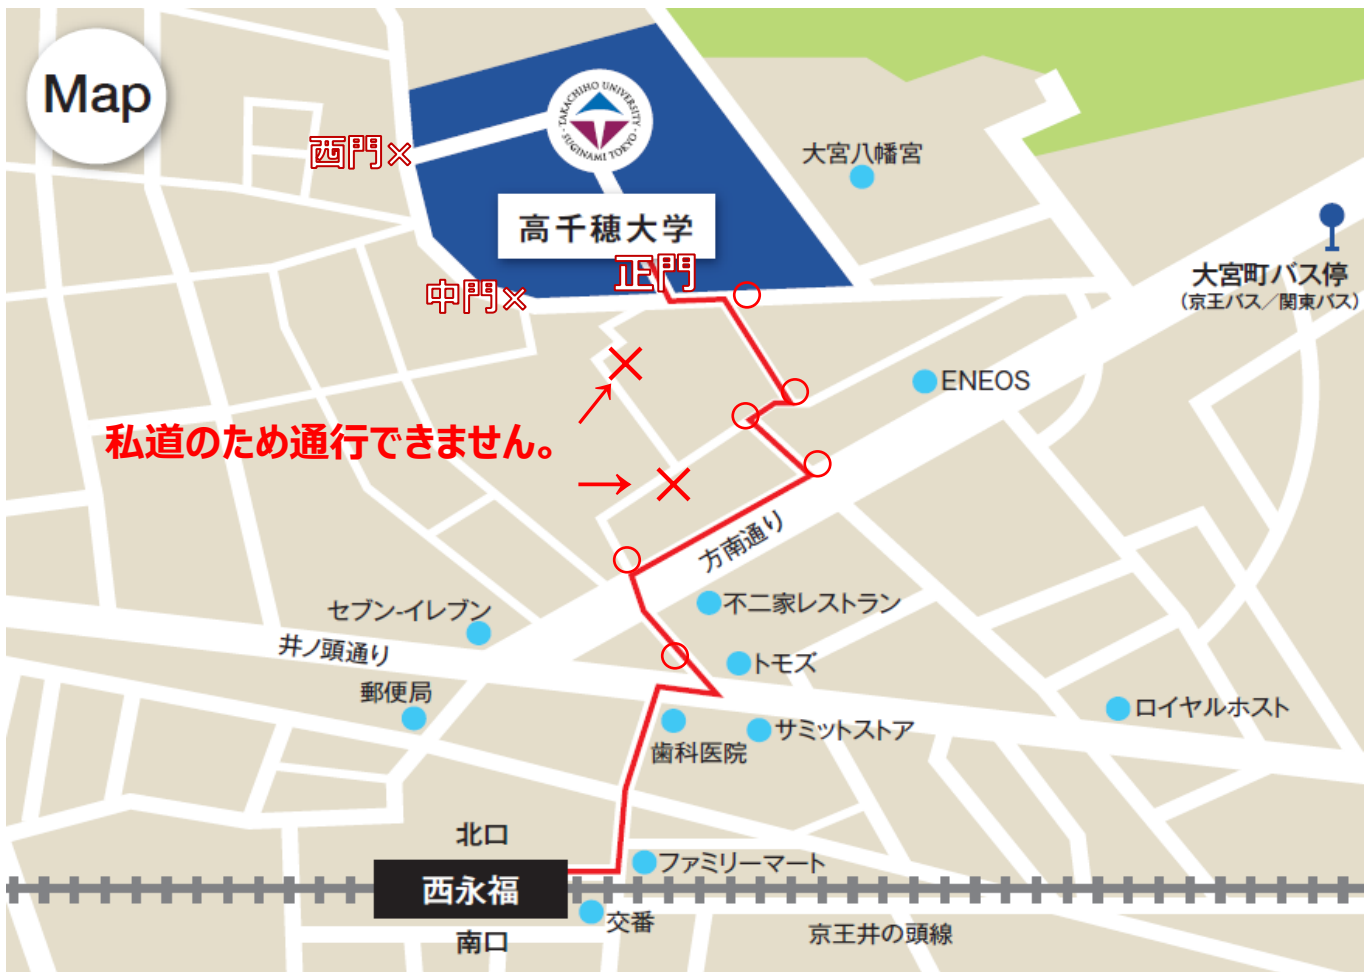 Map
TAKACHIHO UNIVERSITY
SUGINAMI TOKYO
西門×
大宮八幡宮
高千穂大学
正門
中門×
大宮町バス停
(京王バス／関東バス)
ENEOS
私道のため通行できません。
方南通り
セブン-イレブン
不二家レストラン
井ノ頭通り
トモズ
郵便局
ロイヤルホスト
サミットストア
歯科医院
北口
ファミリーマート
西永福
交番
京王井の頭線
南口